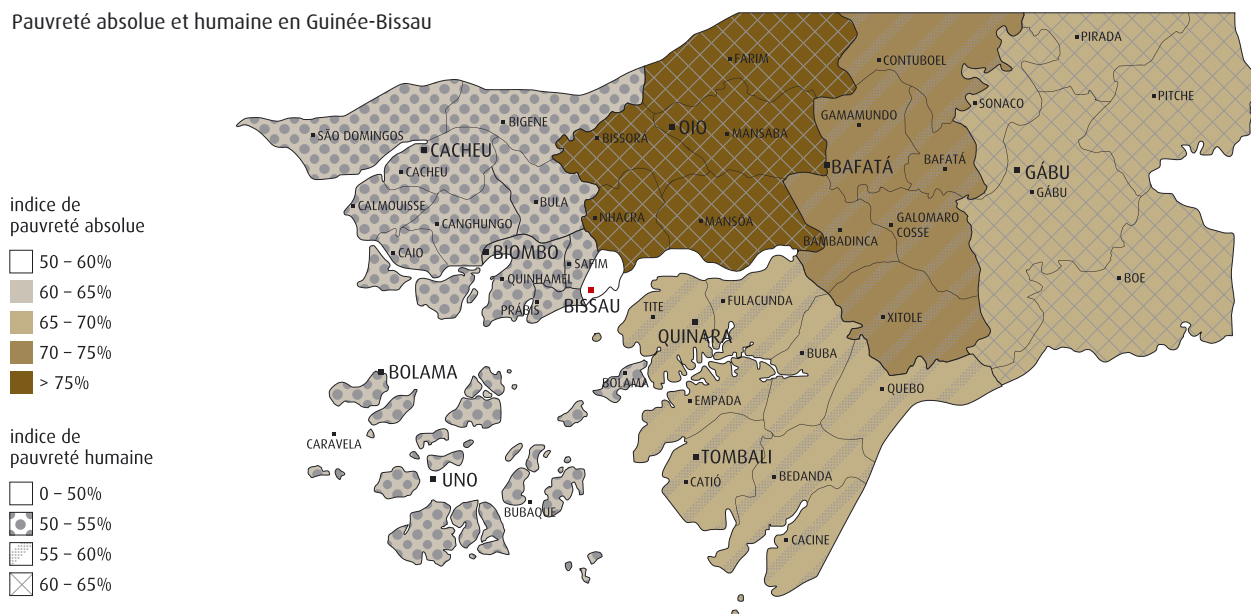 Pauvreté absolue et humaine en Guinée-Bissau
PIRADA
FARIM
CONTUBOEL
PITCHE
SONACO
GAMAMUNDO
BIGENE
OIO
MANSABA
SÃO DOMINGOS
BISSORA
CACHEU
BAFATÁ
BAFATÁ
GÁBU
CACHEU
GÁBU
BULA
CALMOUISSE
CANGHUNGO
NHACRA
MANSOA
GALOMARO
COSSE
BAMBADINCA
CAIO
BIOMBO
SAFIM
QUINHAMEL
BOE
PRÁBIS
BISSAU
TITE
FULACUNDA
XITOLE
QUINARA
BUBA
BOLAMA
BOLAMA
QUEBO
EMPADA
CARAVELA
TOMBALI
UNO
CATIÓ
BEDANDA
BUBAQUE
CACINE
indice de
pauvreté absolue
50 – 60%
60 – 65%
65 – 70%
70 – 75%
> 75%
indice de
pauvreté humaine
0 – 50%
50 – 55%
55 – 60%
60 – 65%